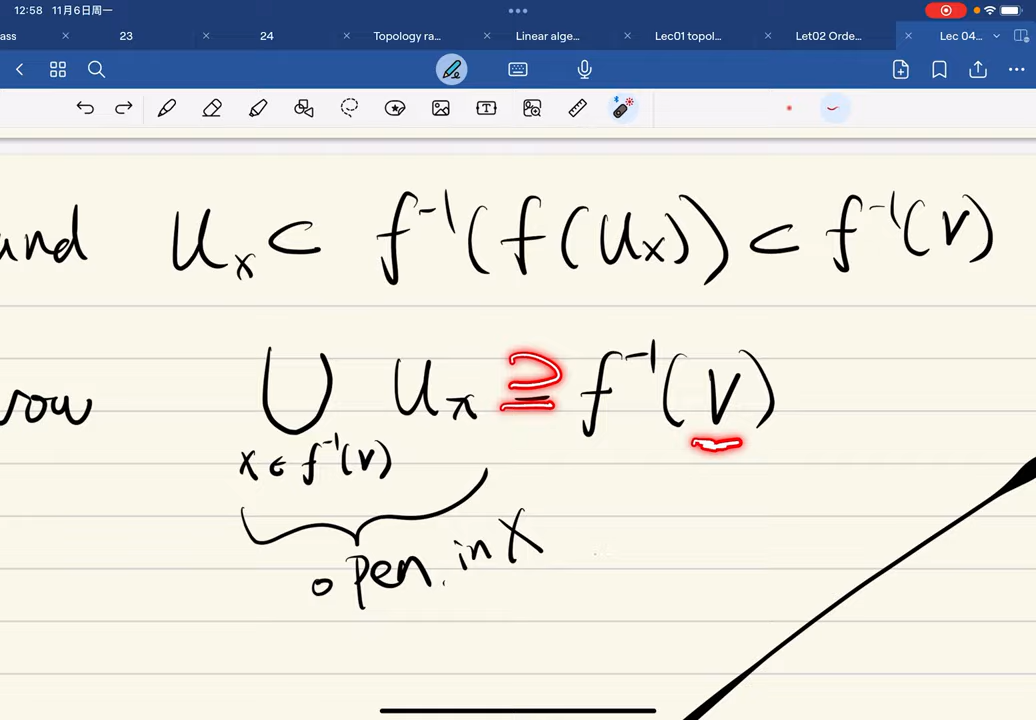 12:58 11月6日周一
ass 23 24 Topology ra... Linear alge... Lec01 topol... Let02 Orde... Lec 04...
und Uₓ ⊂ f⁻¹(f(Uₓ)) ⊂ f⁻¹(V)
row ⋃ Uₓ ⊇ f⁻¹(V)
x ∈ f⁻¹(V)
open in X